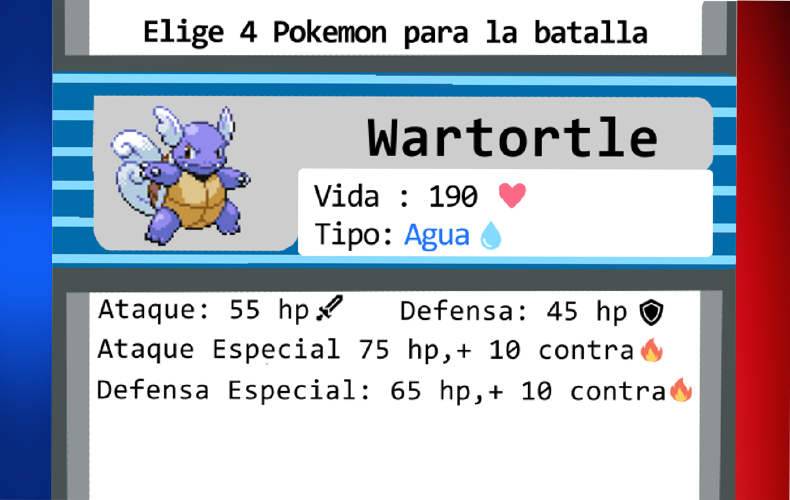 Elige 4 Pokemon para la batalla
Wartortle
Vida : 190
Tipo: Agua
Ataque: 55 hp Defensa: 45 hp
Ataque Especial 75 hp,+ 10 contra
Defensa Especial: 65 hp,+ 10 contra